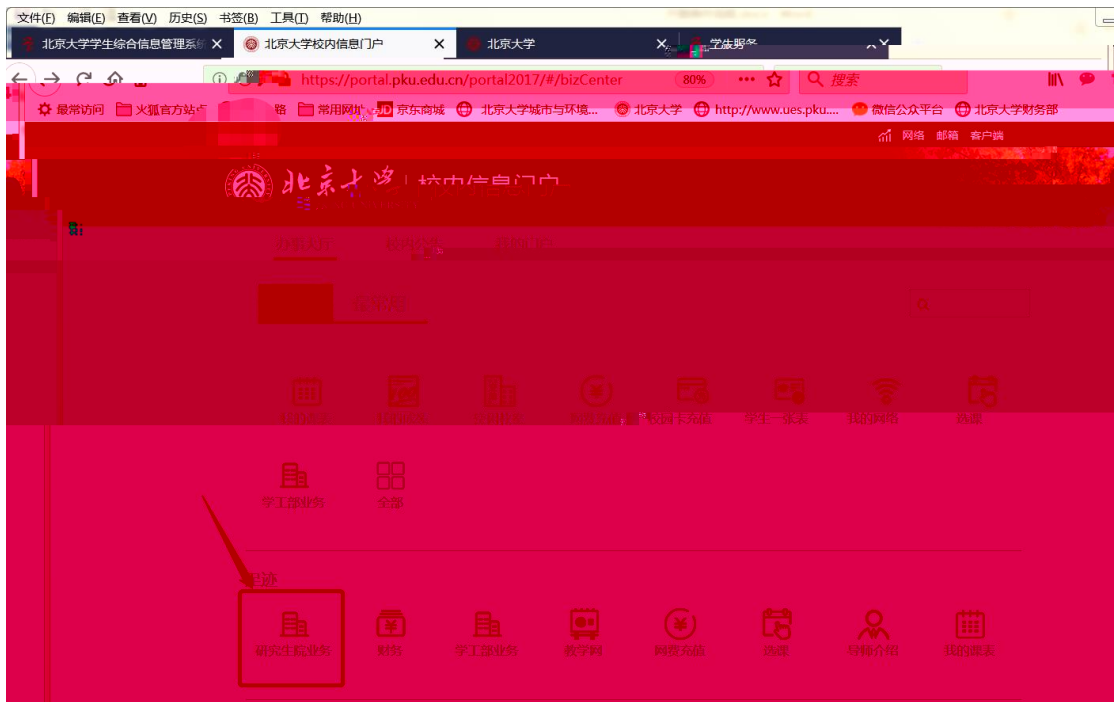 文件(F) 编辑(E) 查看(V) 历史(S) 书签(B) 工具(T) 帮助(H)
北京大学学生综合信息管理系统 × 北京大学校内信息门户 × 北京大学 ×
https://portal.pku.edu.cn/portal2017/#/bizCenter 80% 搜索
最常访问 火狐官方站点 常用网址 JD 京东商城 北京大学城市与环境... 北京大学 http://www.ues.pku.... 微信公众平台 北京大学财务部
网络 邮箱 客户端
北京大学 校内信息门户
办事大厅
校园卡充值 学生一张表 我的网络 选课
学工部业务 全部
研究生院业务 财务 学工部业务 教学网 网费充值 选课 导师介绍 我的课表